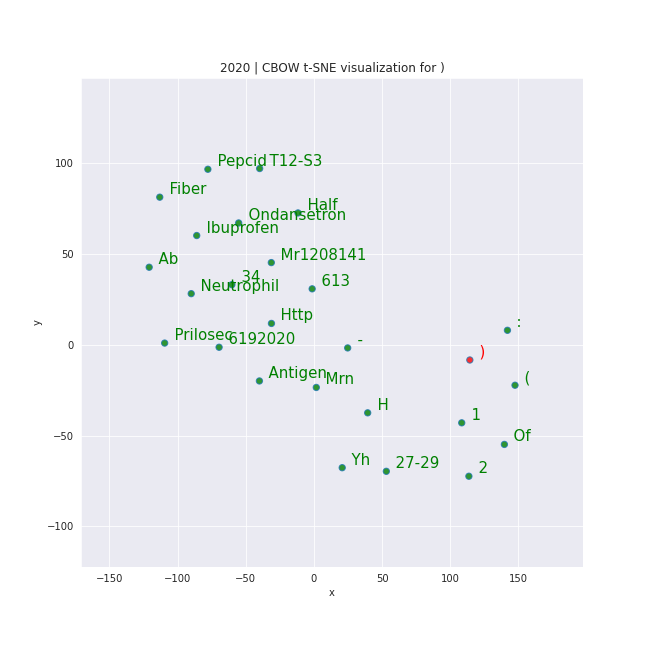 2020 | CBOW t-SNE visualization for )
100
50
0
−50
−100
y
Pepcid
T12-S3
Fiber
Half
Ondansetron
Ibuprofen
Ab
Mr1208141
34
613
Neutrophil
Http
:
Prilosec
6192020
-
)
Antigen
Mrn
(
H
1
Of
Yh
27-29
2
−150
−100
−50
0
50
100
150
x